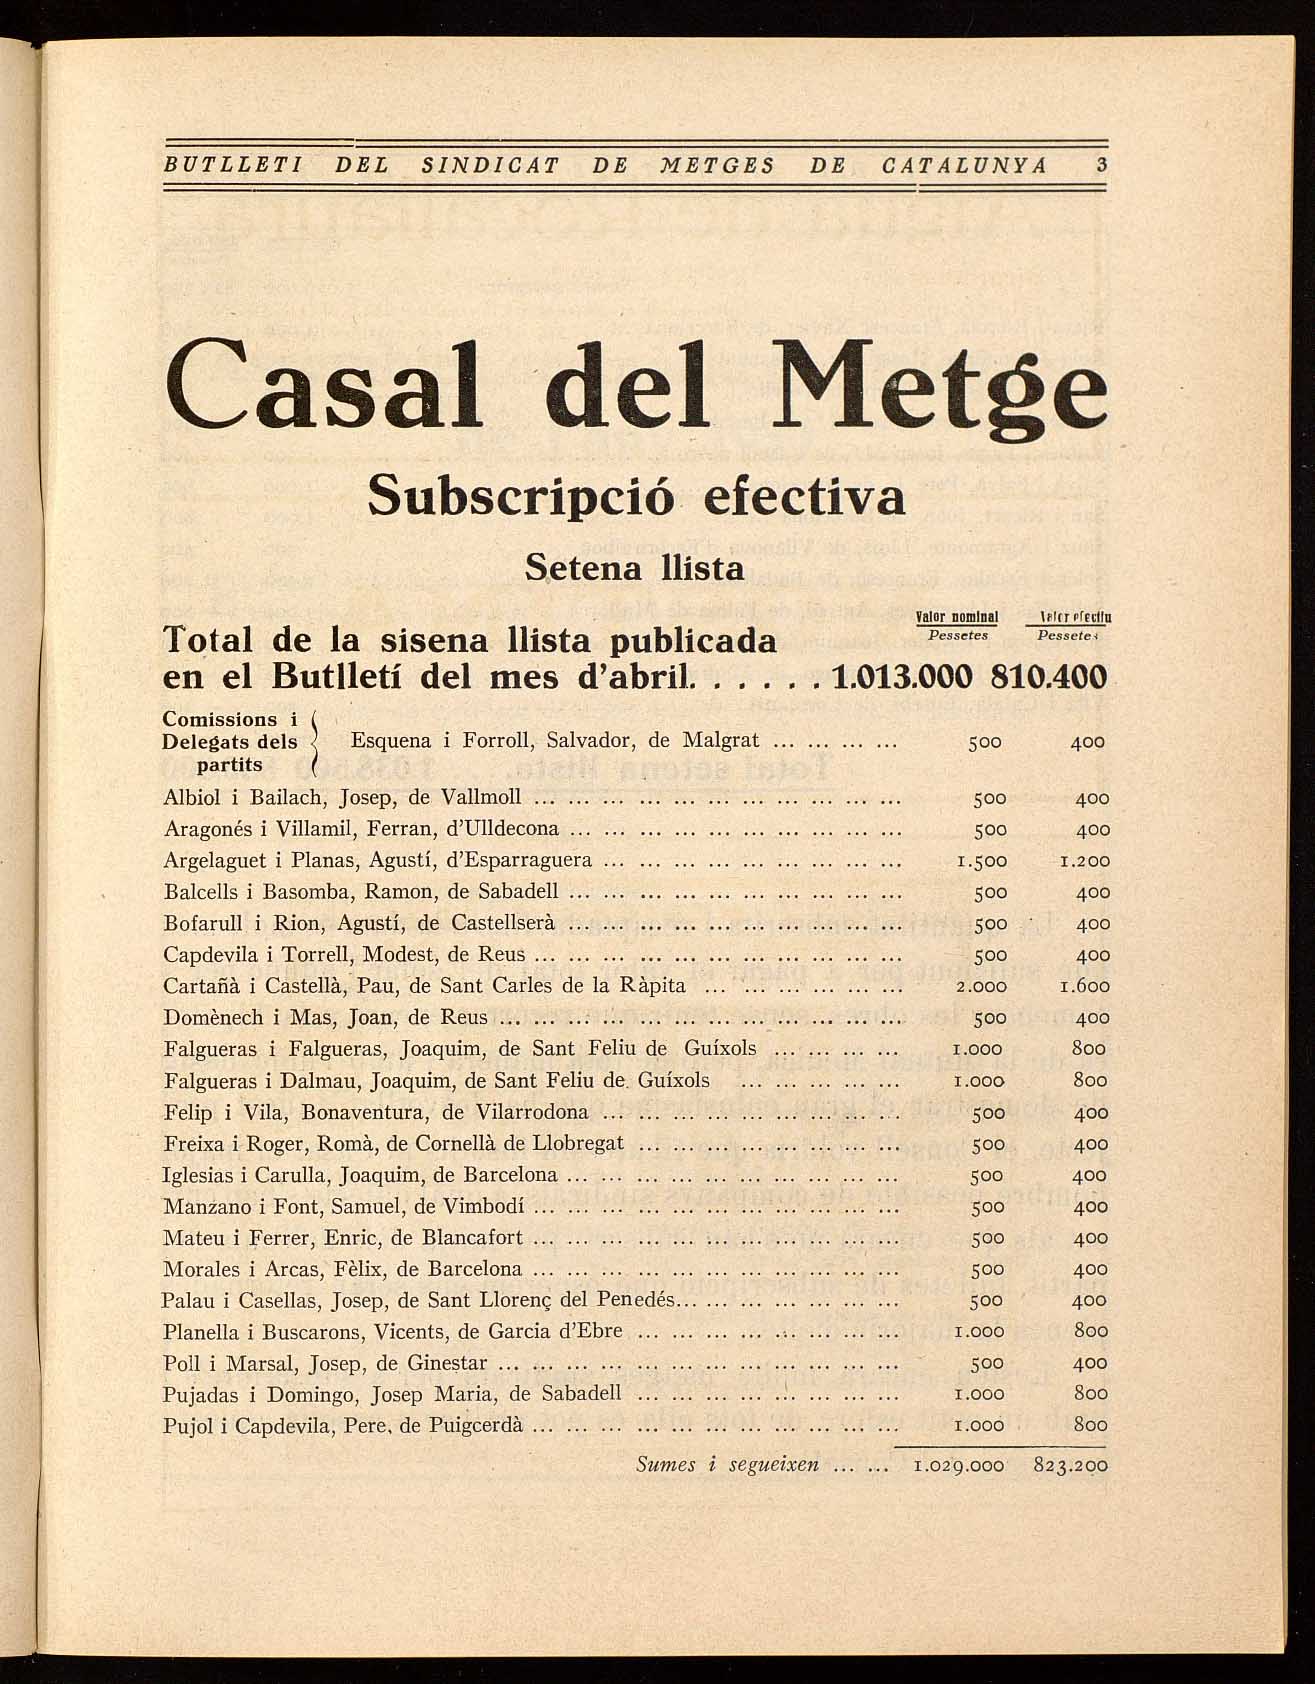 BUTLLETI DEL SINDICAT DE METGES DE CATALUNYA 3
Casal del Metge
Subscripció efectiva
Setena llista
Valor nominal Valor efectiu
Pessetes Pessetes
Total de la sisena llista publicada
en el Butlletí del mes d'abril. . . . . . 1.013.000 810.400
Comissions i
Delegats dels Esquena i Forroll, Salvador, de Malgrat ... ... ... ... 500 400
partits
Albiol i Bailach, Josep, de Vallmoll ... ... ... ... ... ... ... ... ... ... ... 500 400
Aragonés i Villamil, Ferran, d'Ulldecona ... ... ... ... ... ... ... ... ... ... 500 400
Argelaguet i Planas, Agustí, d'Esparraguera ... ... ... ... ... ... ... ... ... 1.500 1.200
Balcells i Basomba, Ramon, de Sabadell ... ... ... ... ... ... ... ... ... ... 500 400
Bofarull i Rion, Agustí, de Castellserà ... ... ... ... ... ... ... ... ... ... 500 400
Capdevila i Torrell, Modest, de Reus ... ... ... ... ... ... ... ... ... ... ... 500 400
Cartañà i Castellà, Pau, de Sant Carles de la Ràpita ... ... ... ... ... ... 2.000 1.600
Domènech i Mas, Joan, de Reus ... ... ... ... ... ... ... ... ... ... ... ... 500 400
Falgueras i Falgueras, Joaquim, de Sant Feliu de Guíxols ... ... ... ... 1.000 800
Falgueras i Dalmau, Joaquim, de Sant Feliu de. Guíxols ... ... ... ... ... 1.000 800
Felip i Vila, Bonaventura, de Vilarrodona ... ... ... ... ... ... ... ... ... 500 400
Freixa i Roger, Romà, de Cornellà de Llobregat ... ... ... ... ... ... ... ... 500 400
Iglesias i Carulla, Joaquim, de Barcelona ... ... ... ... ... ... ... ... ... ... 500 400
Manzano i Font, Samuel, de Vimbodí ... ... ... ... ... ... ... ... ... ... ... 500 400
Mateu i Ferrer, Enric, de Blancafort ... ... ... ... ... ... ... ... ... ... ... 500 400
Morales i Arcas, Fèlix, de Barcelona ... ... ... ... ... ... ... ... ... ... ... 500 400
Palau i Casellas, Josep, de Sant Llorenç del Penedés... ... ... ... ... ... ... 500 400
Planella i Buscarons, Vicents, de Garcia d'Ebre ... ... ... ... ... ... ... ... 1.000 800
Poll i Marsal, Josep, de Ginestar ... ... ... ... ... ... ... ... ... ... ... ... 500 400
Pujadas i Domingo, Josep Maria, de Sabadell ... ... ... ... ... ... ... ... 1.000 800
Pujol i Capdevila, Pere, de Puigcerdà ... ... ... ... ... ... ... ... ... ... ... 1.000 800
Sumes i segueixen ... ... 1.029.000 823.200